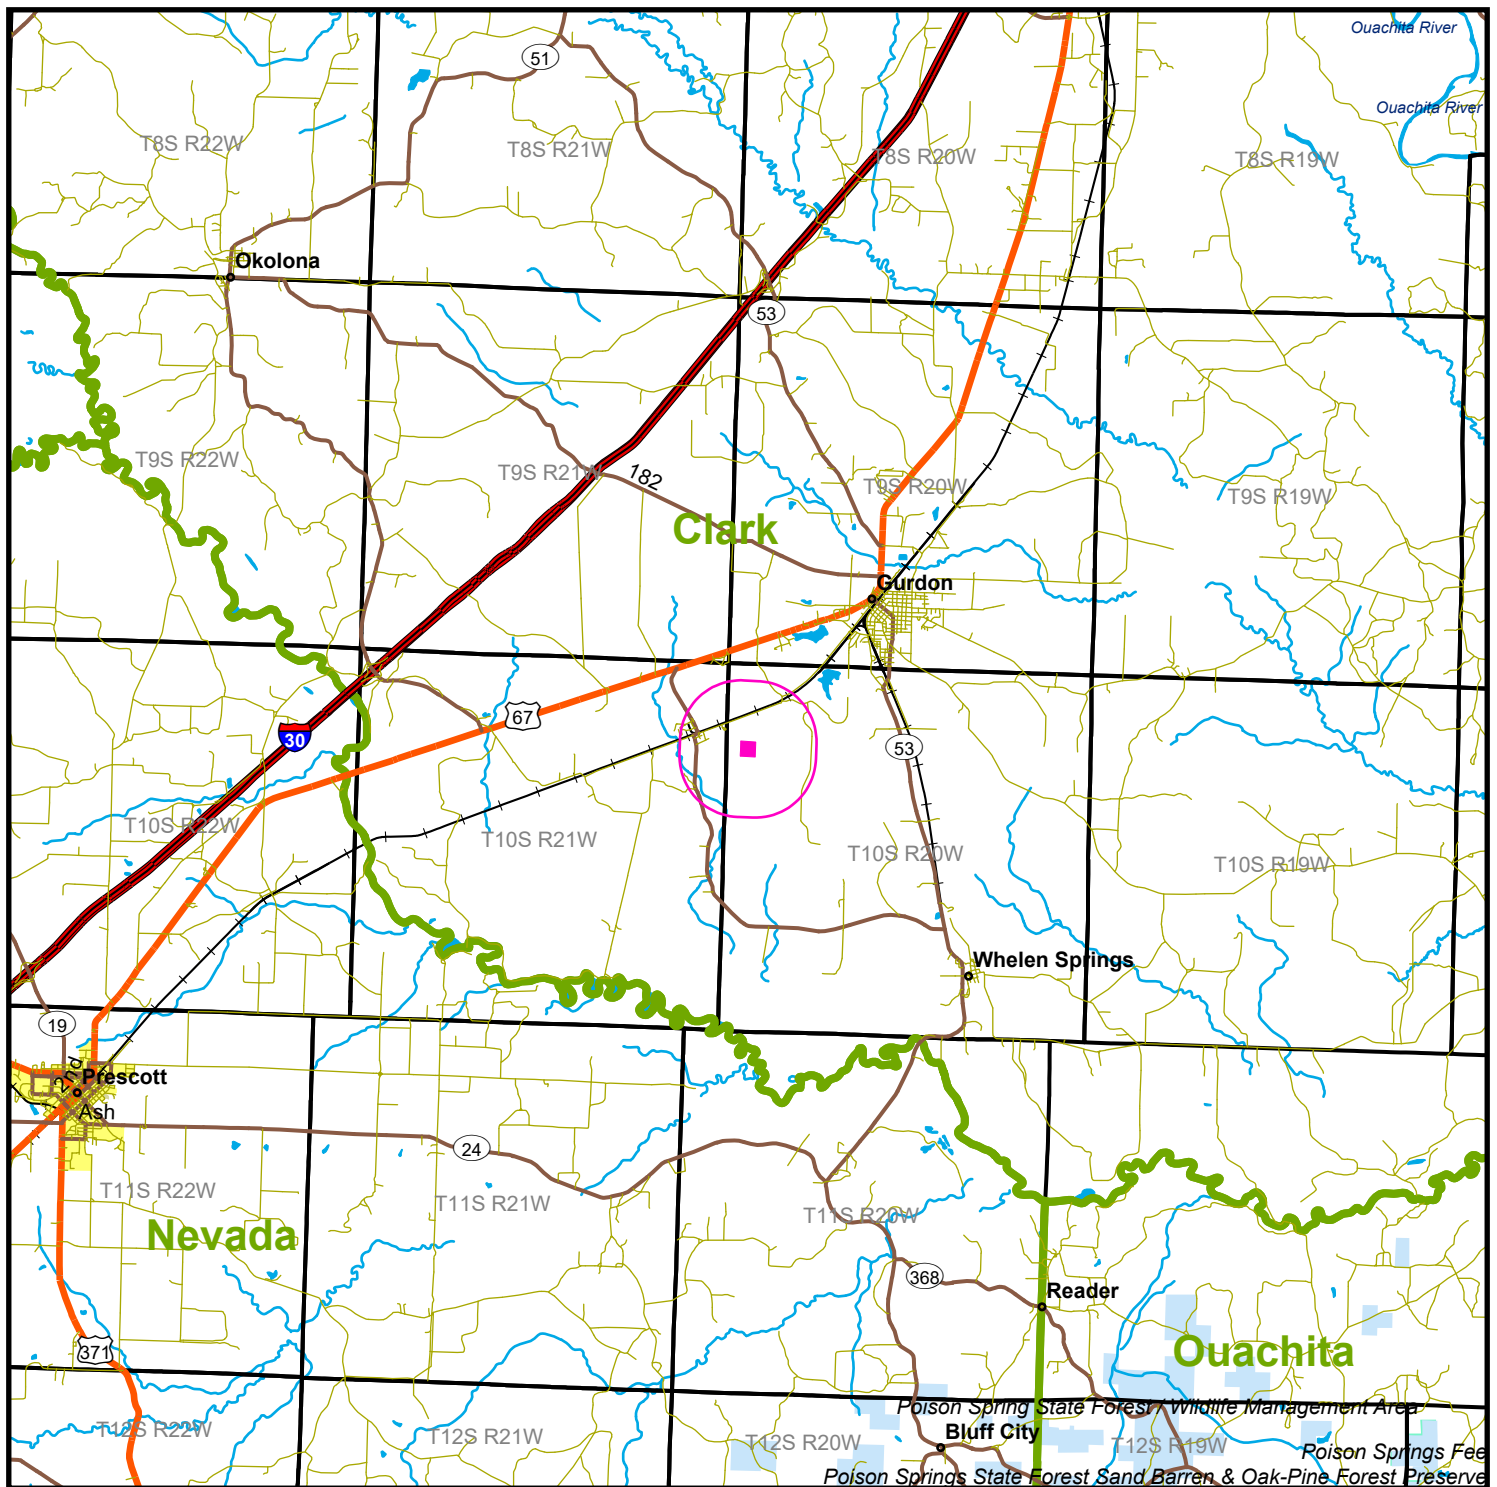 Ouachita River
51
Ouachita River
T8S R22W
T8S R21W
T8S R20W
T8S R19W
Okolona
53
T9S R22W
T9S R21W
182
T9S R20W
T9S R19W
Clark
Gurdon
67
30
53
T10S R22W
T10S R21W
T10S R20W
T10S R19W
Whelen Springs
19
2nd
Prescott
Ash
24
T11S R22W
T11S R21W
T11S R20W
Nevada
368
Reader
371
Ouachita
Poison Spring State Forest / Wildlife Management Area
T12S R22W
T12S R21W
T12S R20W
Bluff City
T12S R19W
Poison Springs Fee
Poison Springs State Forest Sand Barren & Oak-Pine Forest Preserve